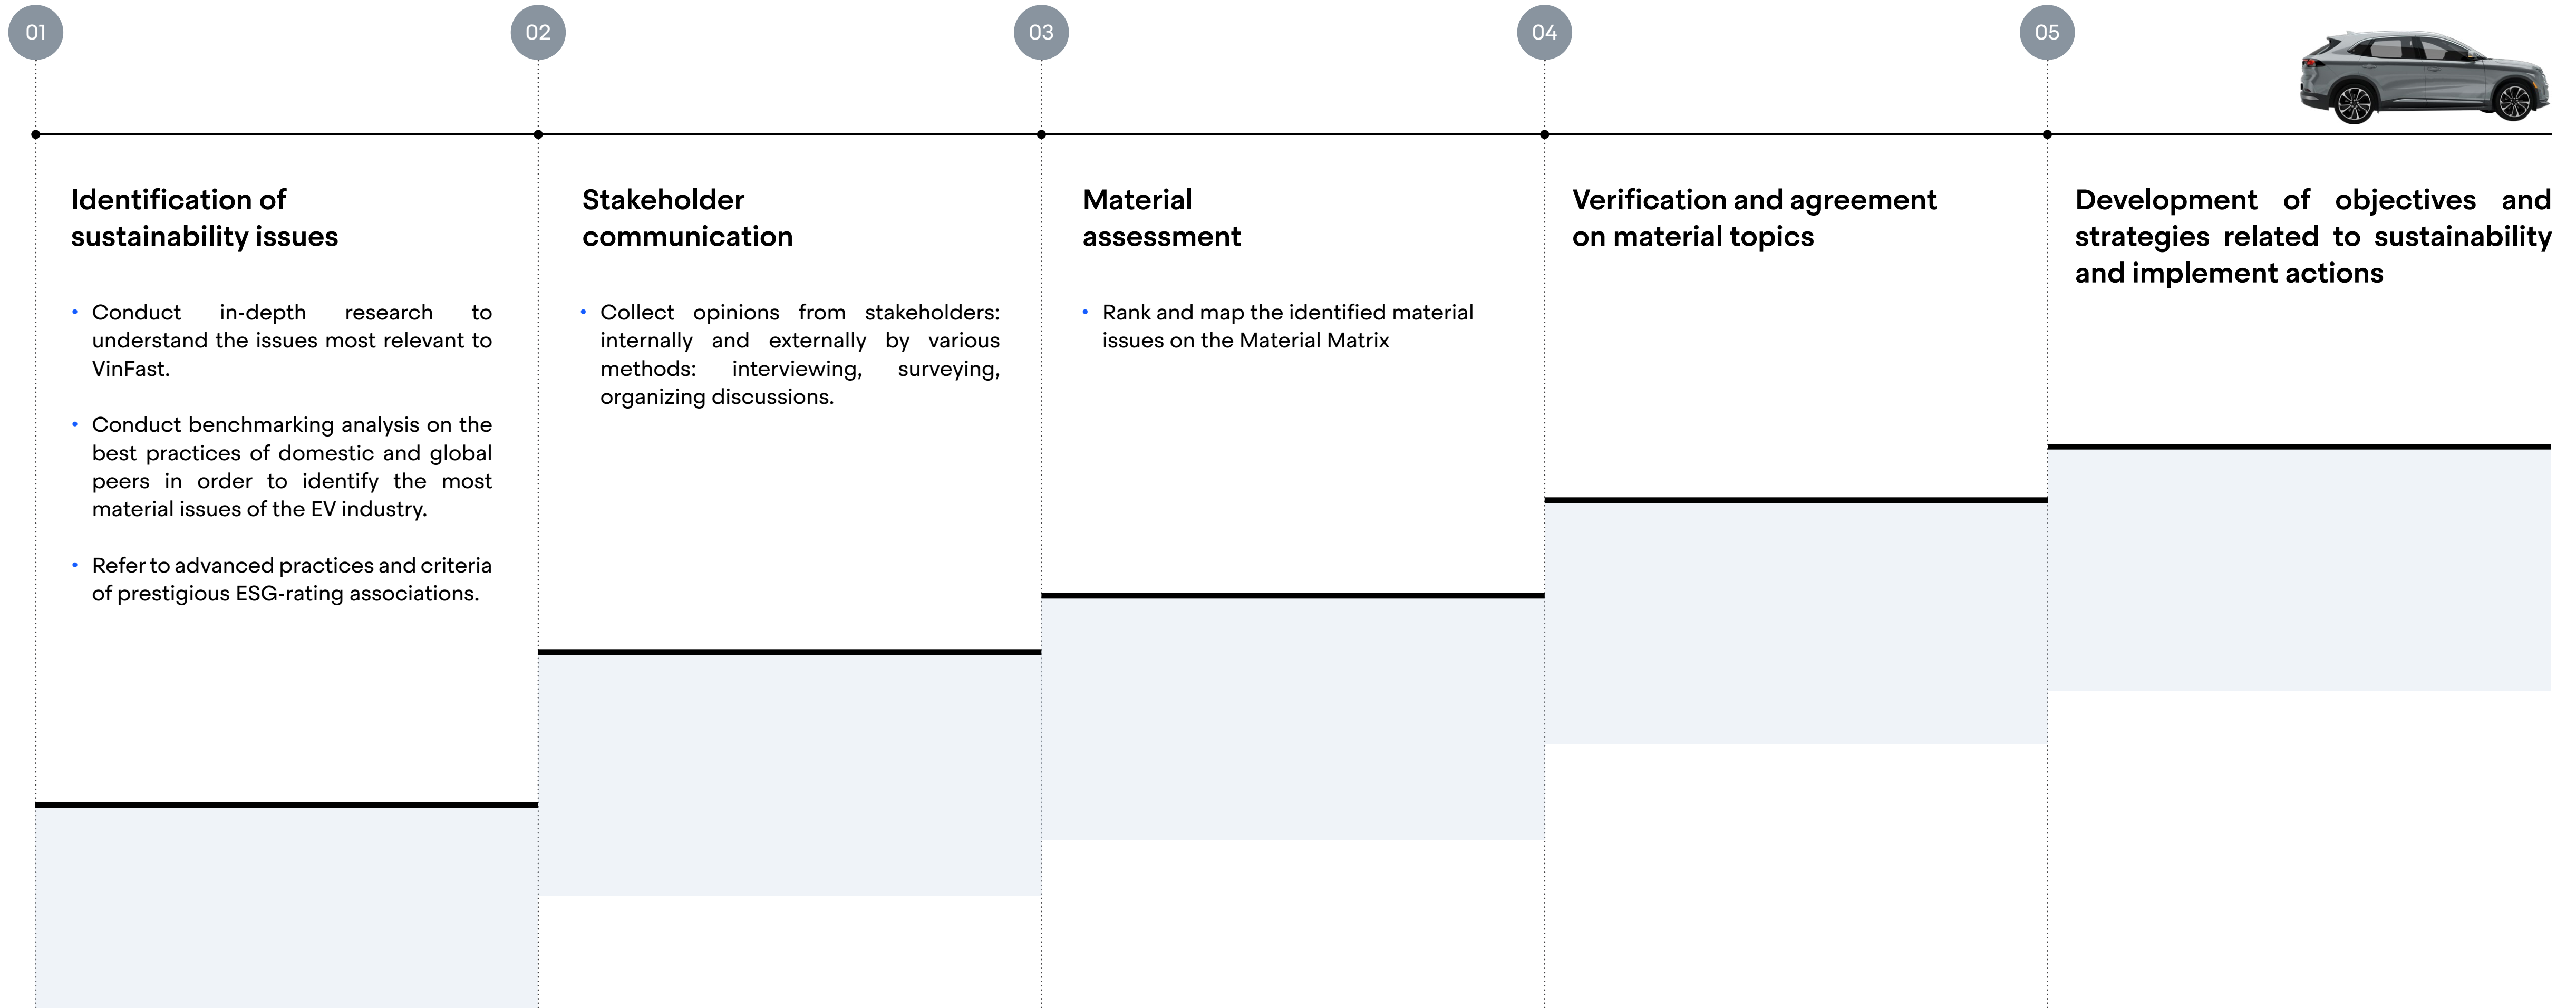 01
02
03
04
05
Identification of
sustainability issues
• Conduct in-depth research to
understand the issues most relevant to
VinFast.
• Conduct benchmarking analysis on the
best practices of domestic and global
peers in order to identify the most
material issues of the EV industry.
• Refer to advanced practices and criteria
of prestigious ESG-rating associations.
Stakeholder
communication
• Collect opinions from stakeholders:
internally and externally by various
methods: interviewing, surveying,
organizing discussions.
Material
assessment
• Rank and map the identified material
issues on the Material Matrix
Verification and agreement
on material topics
Development of objectives and
strategies related to sustainability
and implement actions